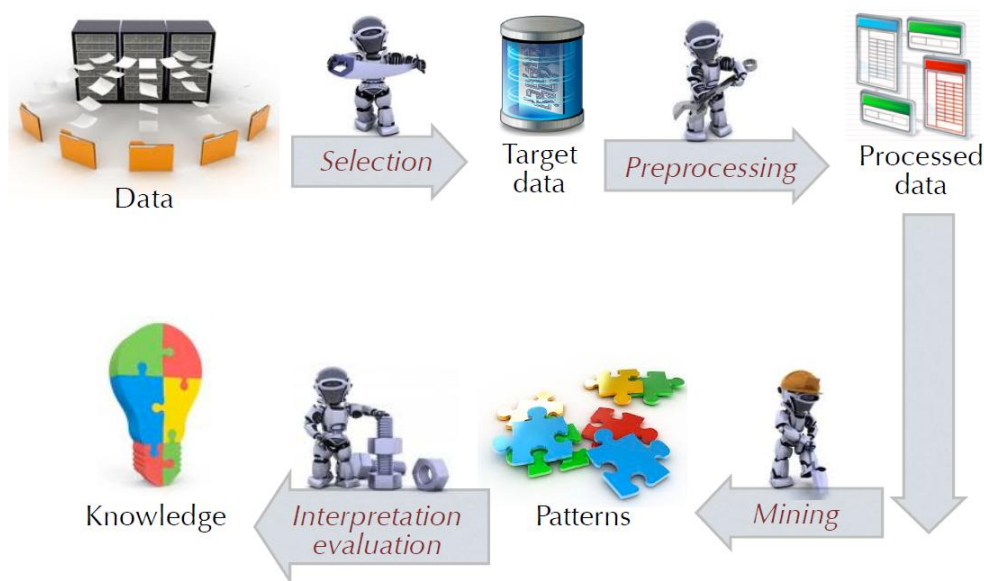 Data
Selection
Target
data
Preprocessing
Processed
data
Mining
Patterns
Interpretation
evaluation
Knowledge